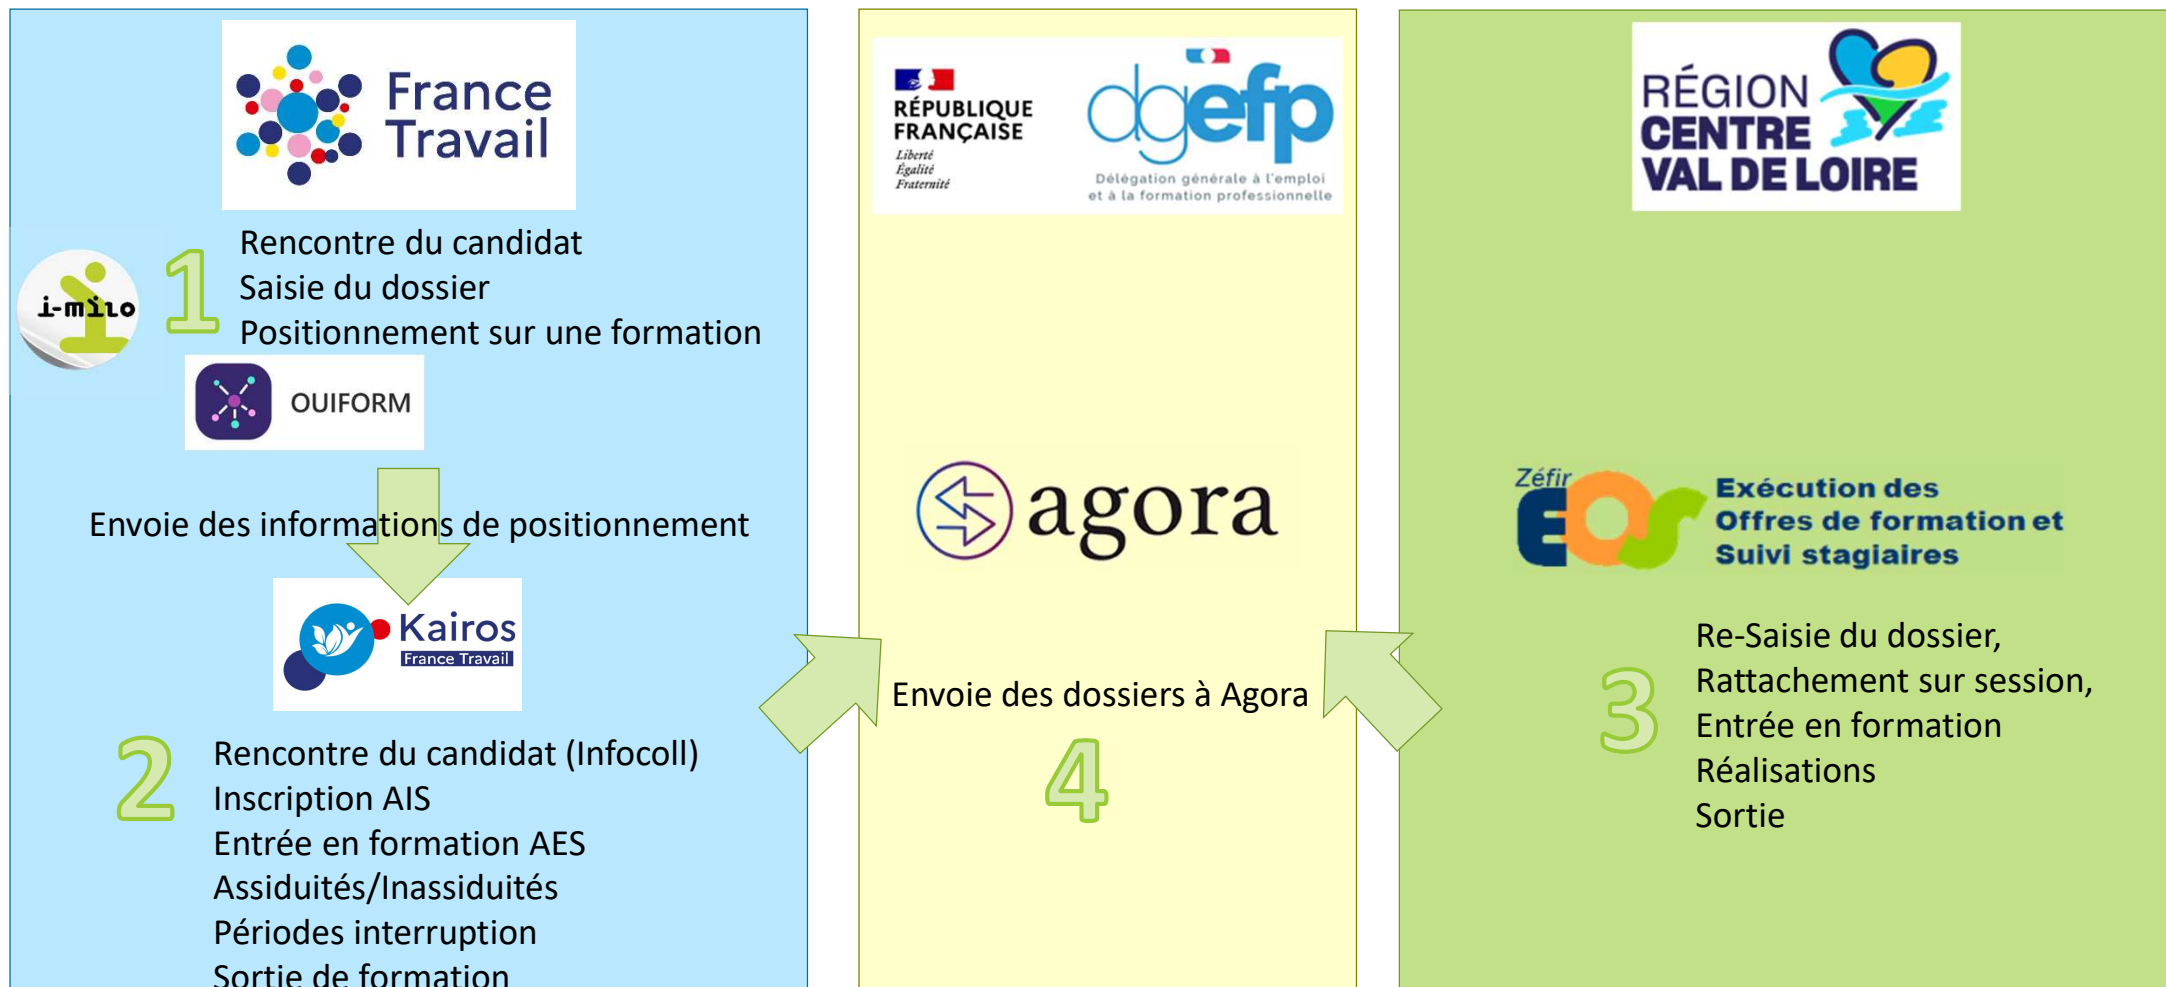 France
Travail
i-milo
1
Rencontre du candidat
Saisie du dossier
Positionnement sur une formation
OUIFORM
Envoie des informations de positionnement
Kairos
France Travail
2
Rencontre du candidat (Infocoll)
Inscription AIS
Entrée en formation AES
Assiduités/Inassiduités
Périodes interruption
Sortie de formation
RÉPUBLIQUE
FRANÇAISE
Liberté
Égalité
Fraternité
dgefp
Délégation générale à l'emploi
et à la formation professionnelle
agora
Envoie des dossiers à Agora
4
RÉGION
CENTRE
VAL DE LOIRE
Zéfir
EOS
Exécution des
Offres de formation et
Suivi stagiaires
3
Re-Saisie du dossier,
Rattachement sur session,
Entrée en formation
Réalisations
Sortie